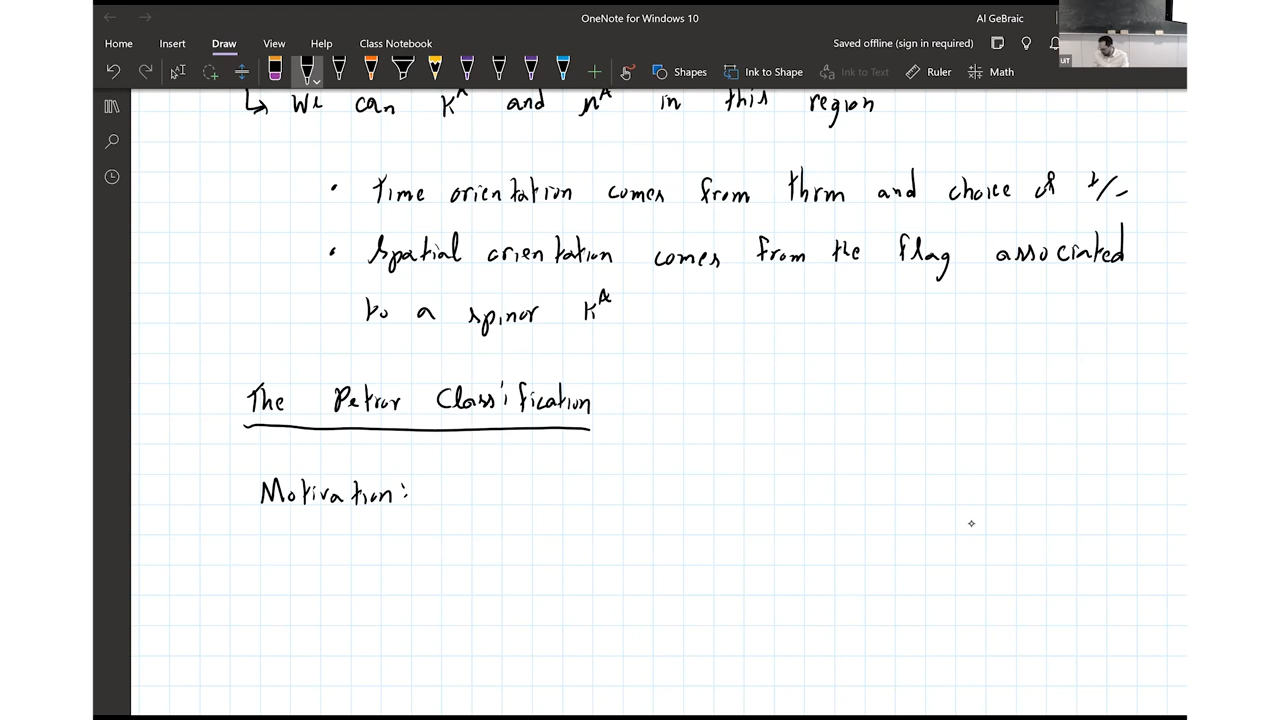 OneNote for Windows 10
Al GeBraic
Home Insert Draw View Help Class Notebook
Saved offline (sign in required)
Shapes Ink to Shape Ink to Text Ruler Math
UIT
↳ We can κ^A and μ^A in this region
• Time orientation comes from them and choice of +/-
• Spatial orientation comes from the flag associated
to a spinor κ^A
The Petrov Classification
Motivation: